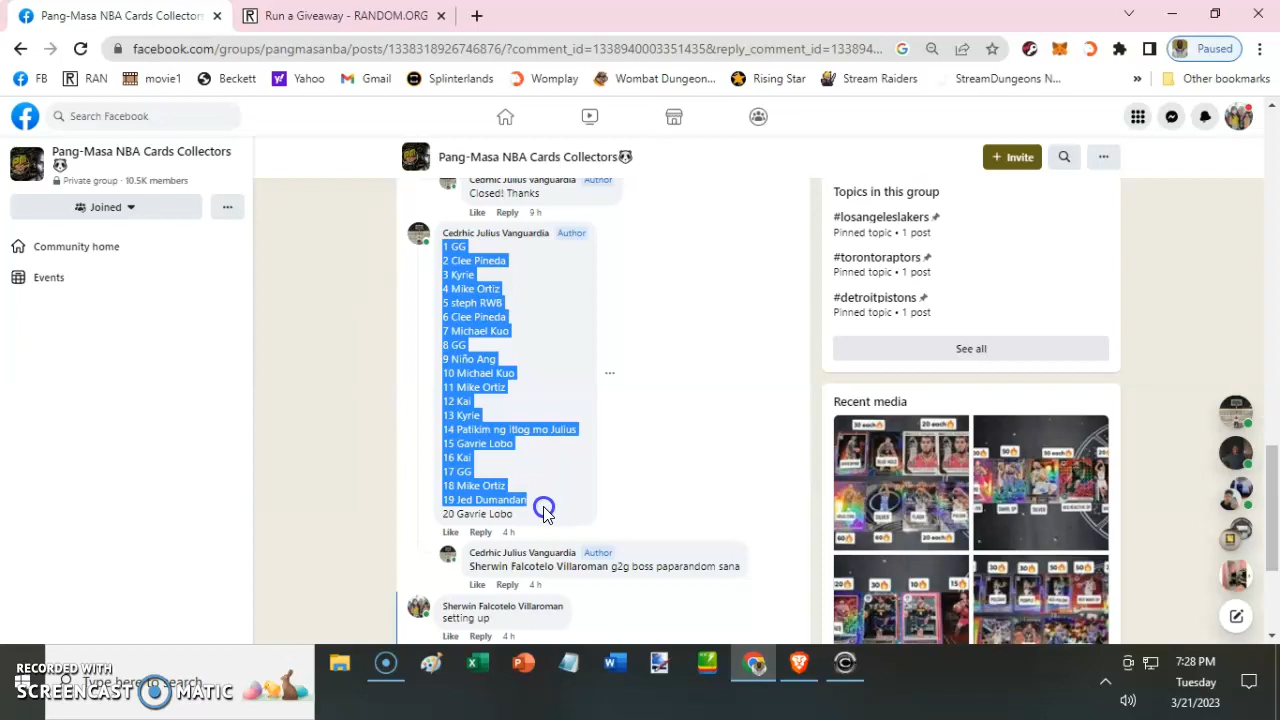 Pang-Masa NBA Cards Collectors
Run a Giveaway - RANDOM.ORG
facebook.com/groups/pangmasanba/posts/1338318926746876/?comment_id=1338940003351435&reply_comment_id=133894...
Paused
FB
RAN
movie1
Beckett
Yahoo
Gmail
Splinterlands
Womplay
Wombat Dungeon...
Rising Star
Stream Raiders
StreamDungeons N...
»
Other bookmarks
Search Facebook
Pang-Masa NBA Cards Collectors
Private group · 10.5K members
Joined
Community home
Events
Pang-Masa NBA Cards Collectors
+ Invite
Cedrhic Julius Vanguardia Author
Closed! Thanks
Like Reply 9 h
Cedrhic Julius Vanguardia Author
1 GG
2 Clee Pineda
3 Kyrie
4 Mike Ortiz
5 steph RWB
6 Clee Pineda
7 Michael Kuo
8 GG
9 Niño Ang
10 Michael Kuo
11 Mike Ortiz
12 Kai
13 Kyrie
14 Patikim ng itlog mo Julius
15 Gavrie Lobo
16 Kai
17 GG
18 Mike Ortiz
19 Jed Dumandan
20 Gavrie Lobo
Like Reply 4 h
Cedrhic Julius Vanguardia Author
Sherwin Falcotelo Villaroman g2g boss paparandom sana
Like Reply 4 h
Sherwin Falcotelo Villaroman
setting up
Like Reply 4 h
Topics in this group
#losangeleslakers
Pinned topic • 1 post
#torontoraptors
Pinned topic • 1 post
#detroitpistons
Pinned topic • 1 post
See all
Recent media
RECORDED WITH
SCREENCAST MATIC
Type here to search
7:28 PM
Tuesday
3/21/2023